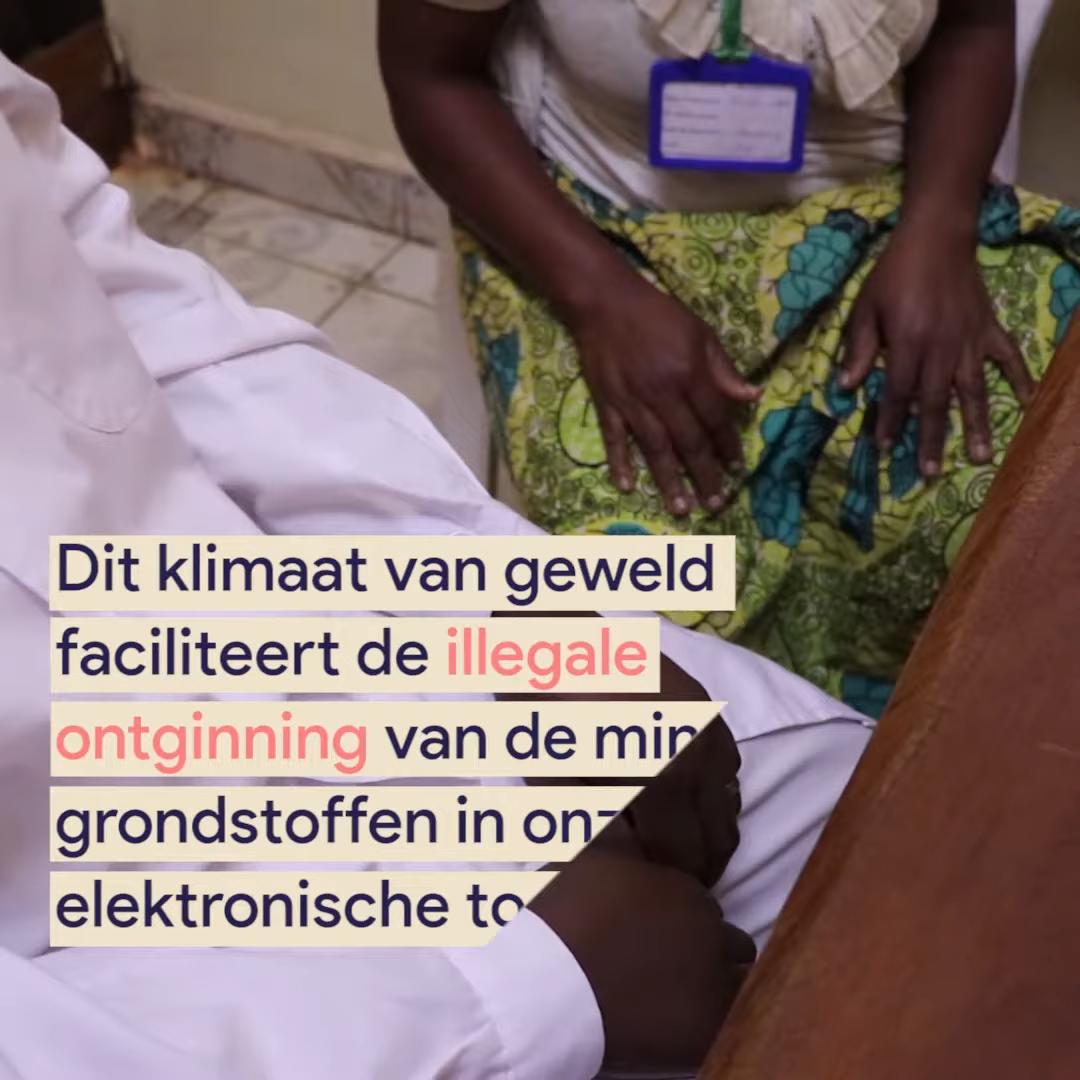 Dit klimaat van geweld
faciliteert de illegale
ontginning van de
grondstoffen in
elektronische